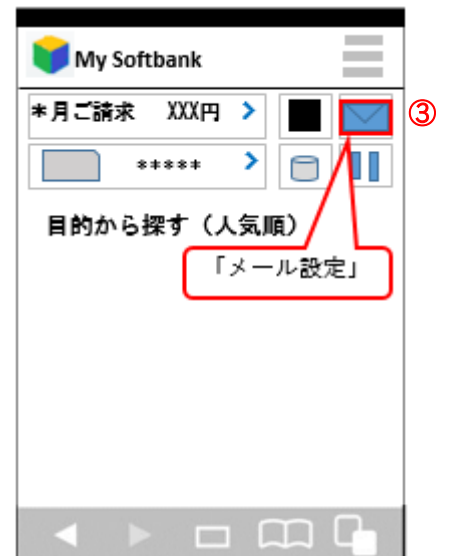 My Softbank
*月ご請求 XXX円 >
③
***** >
目的から探す（人気順）
「メール設定」